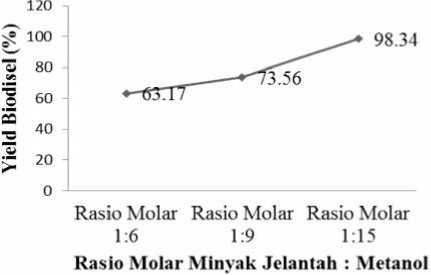 120
100
80
60
40
20
0
Yield Biodisel (%)
63.17
73.56
98.34
Rasio Molar Rasio Molar Rasio Molar
1:6 1:9 1:15
Rasio Molar Minyak Jelantah : Metanol